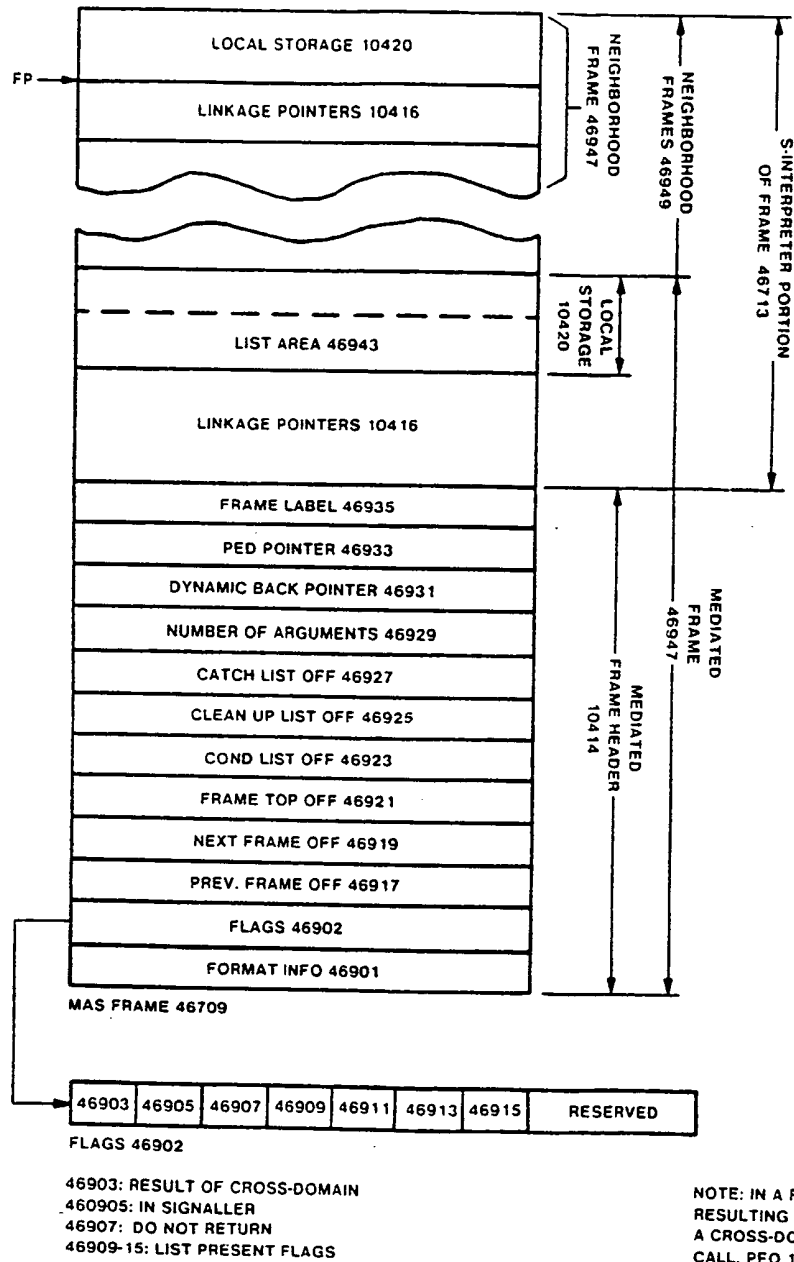 LOCAL STORAGE 10420
FP
LINKAGE POINTERS 10416
NEIGHBORHOOD
FRAME 46947
NEIGHBORHOOD
FRAMES 46949
S-INTERPRETER PORTION
OF FRAME 46713
LIST AREA 46943
LOCAL
STORAGE
10420
LINKAGE POINTERS 10416
FRAME LABEL 46935
PED POINTER 46933
DYNAMIC BACK POINTER 46931
NUMBER OF ARGUMENTS 46929
CATCH LIST OFF 46927
CLEAN UP LIST OFF 46925
COND LIST OFF 46923
FRAME TOP OFF 46921
NEXT FRAME OFF 46919
PREV. FRAME OFF 46917
FLAGS 46902
FORMAT INFO 46901
MEDIATED
FRAME HEADER
10414
MEDIATED
FRAME
46947
MAS FRAME 46709
46903 46905 46907 46909 46911 46913 46915 RESERVED
FLAGS 46902
46903: RESULT OF CROSS-DOMAIN
460905: IN SIGNALLER
46907: DO NOT RETURN
46909-15: LIST PRESENT FLAGS
NOTE: IN A
RESULTING
A CROSS-DO
CALL, PEO 1